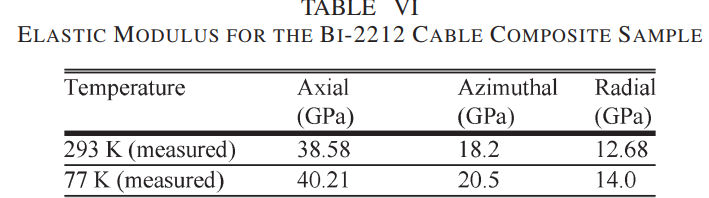 TABLE VI
ELASTIC MODULUS FOR THE BI-2212 CABLE COMPOSITE SAMPLE
Temperature Axial Azimuthal Radial
(GPa) (GPa) (GPa)
293 K (measured) 38.58 18.2 12.68
77 K (measured) 40.21 20.5 14.0